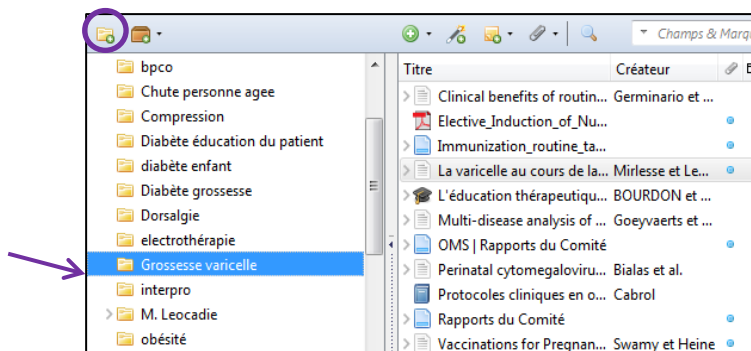 Champs & Marq
bpco
Chute personne agee
Compression
Diabète éducation du patient
diabète enfant
Diabète grossesse
Dorsalgie
electrothérapie
Grossesse varicelle
interpro
M. Leocadie
obésité
Titre Créateur E
Clinical benefits of routin... Germinario et ...
Elective_Induction_of_Nu...
Immunization_routine_ta...
La varicelle au cours de la... Mirlesse et Le...
L'éducation thérapeutiqu... BOURDON et ...
Multi-disease analysis of ... Goeyvaerts et ...
OMS | Rapports du Comité
Perinatal cytomegaloviru... Bialas et al.
Protocoles cliniques en o... Cabrol
Rapports du Comité
Vaccinations for Pregnan... Swamy et Heine